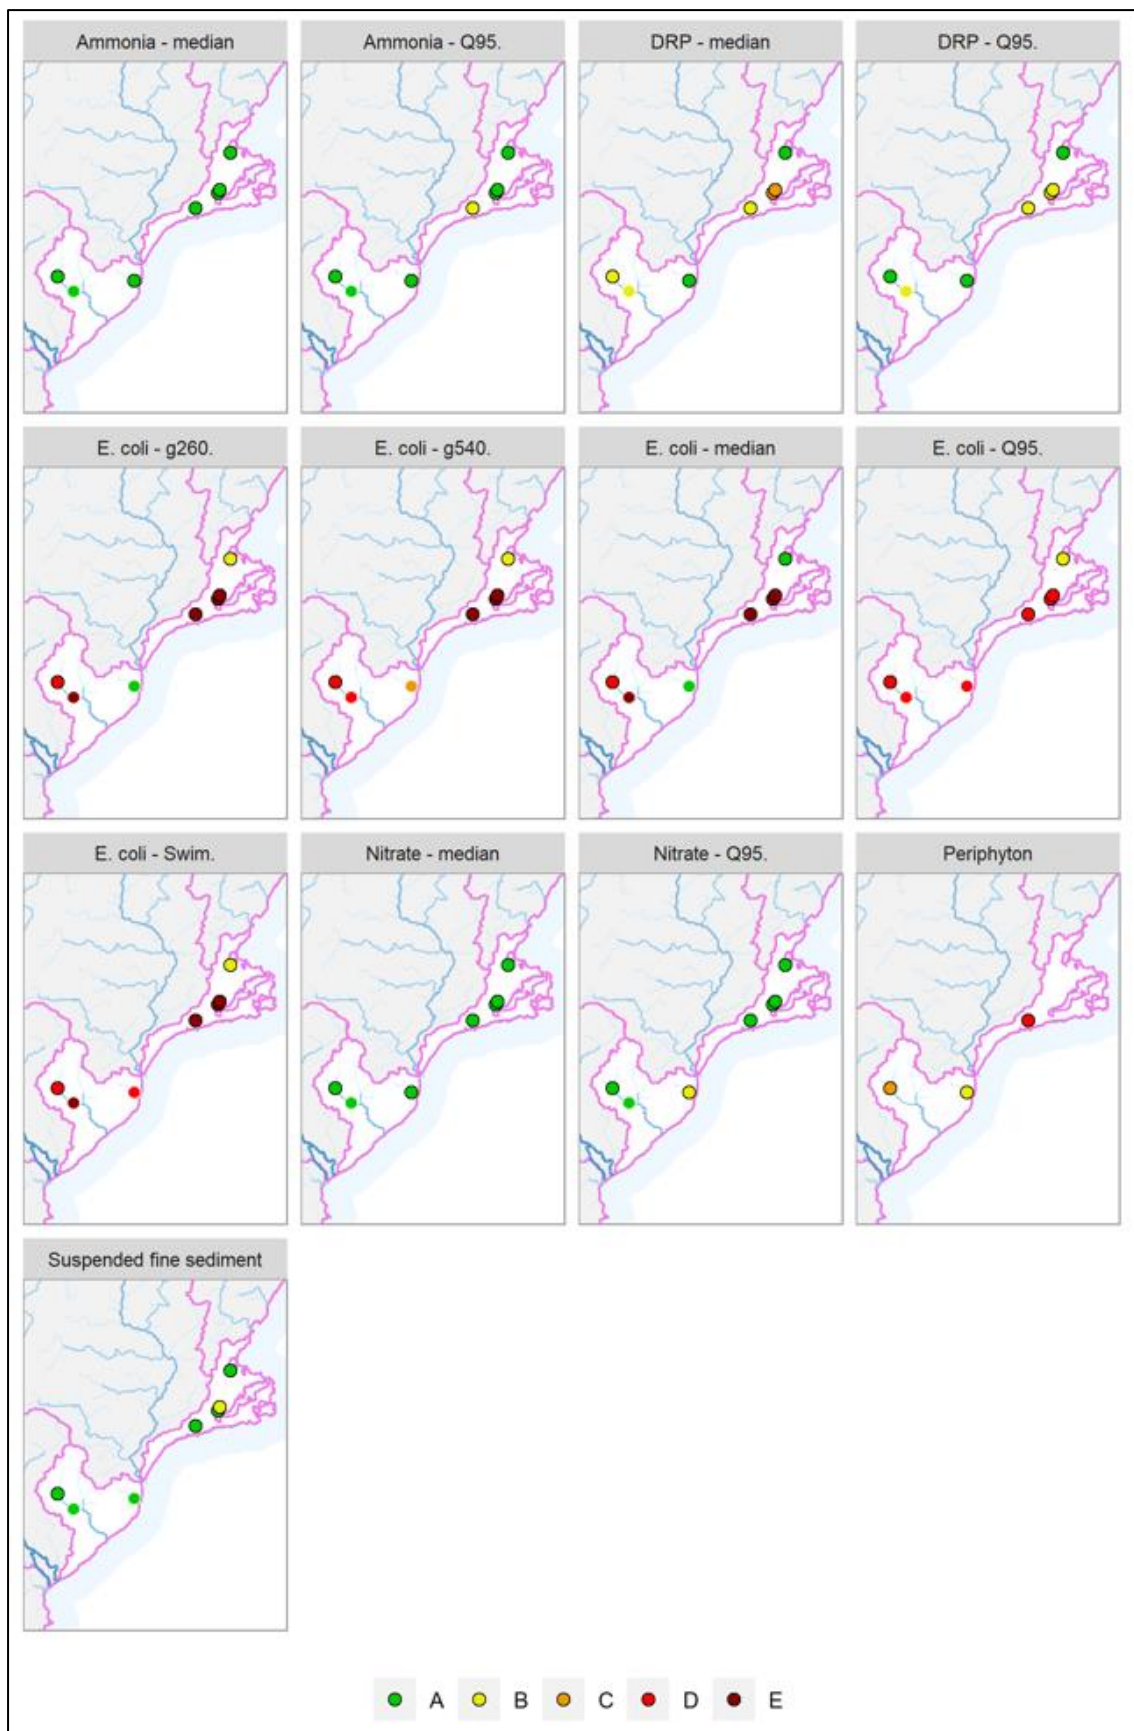 Ammonia - median
Ammonia - Q95.
DRP - median
DRP - Q95.
E. coli - g260.
E. coli - g540.
E. coli - median
E. coli - Q95.
E. coli - Swim.
Nitrate - median
Nitrate - Q95.
Periphyton
Suspended fine sediment
A B C D E